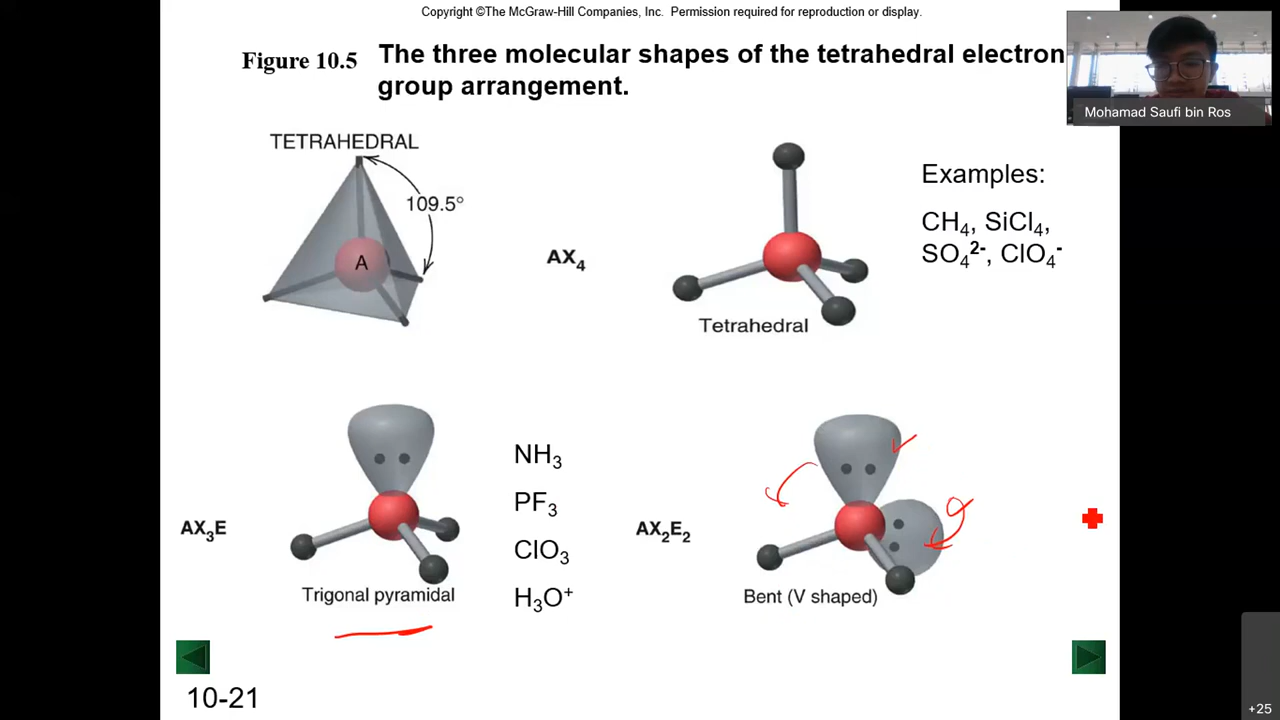 Copyright ©The McGraw-Hill Companies, Inc.  Permission required for reproduction or display.
Figure 10.5 The three molecular shapes of the tetrahedral electron
group arrangement.
Mohamad Saufi bin Ros
TETRAHEDRAL
109.5°
A
AX₄
Tetrahedral
Examples:
CH₄, SiCl₄,
SO₄²⁻, ClO₄⁻
AX₃E
Trigonal pyramidal
NH₃
PF₃
ClO₃
H₃O⁺
AX₂E₂
Bent (V shaped)
10-21
+25